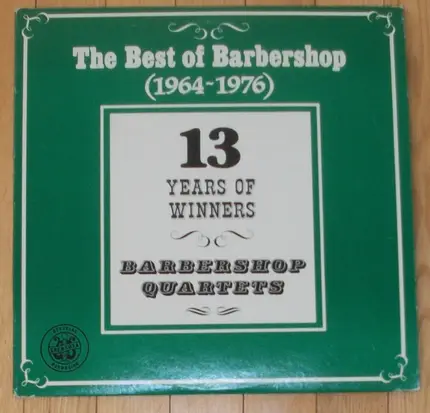 The Best of Barbershop
(1964-1976)
13
YEARS OF
WINNERS
BARBERSHOP
QUARTETS